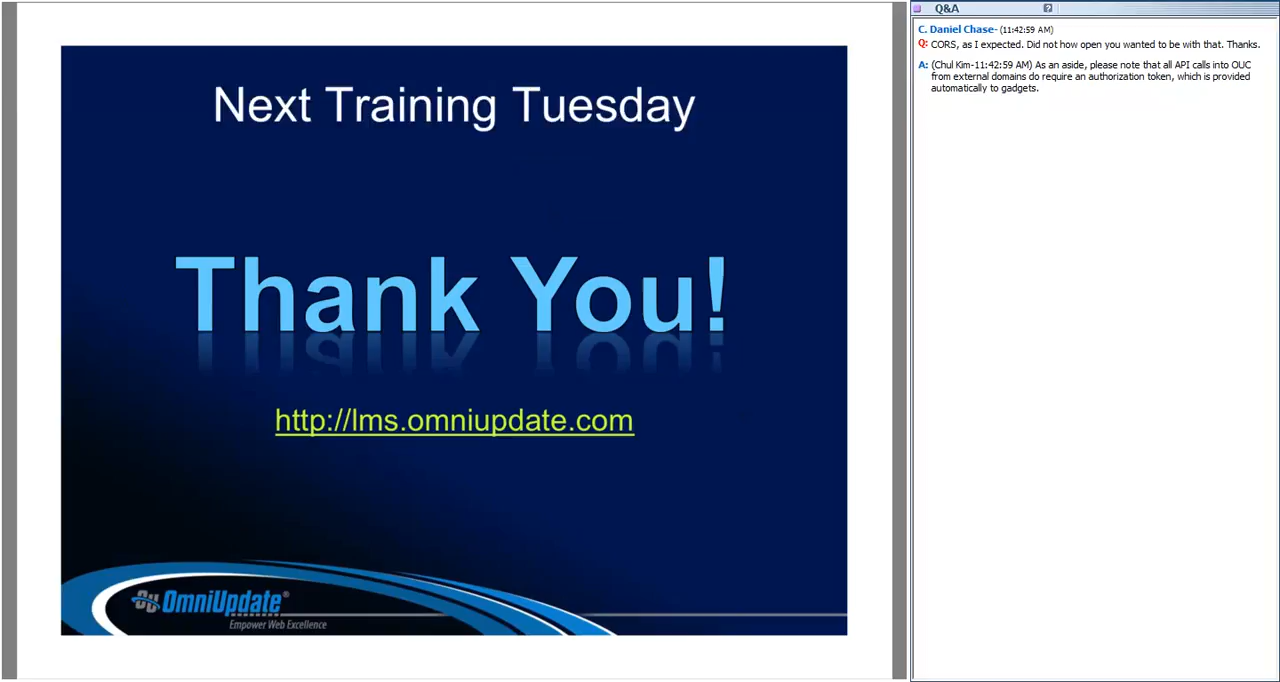 Next Training Tuesday
Thank You!
http://lms.omniupdate.com
OmniUpdate®
Empower Web Excellence
Q&A
C. Daniel Chase- (11:42:59 AM)
Q: CORS, as I expected. Did not how open you wanted to be with that. Thanks.
A: (Chul Kim-11:42:59 AM) As an aside, please note that all API calls into OUC
from external domains do require an authorization token, which is provided
automatically to gadgets.